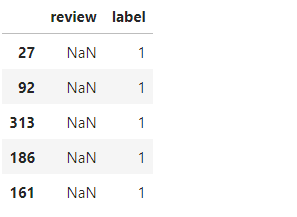 review label
27 NaN 1
92 NaN 1
313 NaN 1
186 NaN 1
161 NaN 1